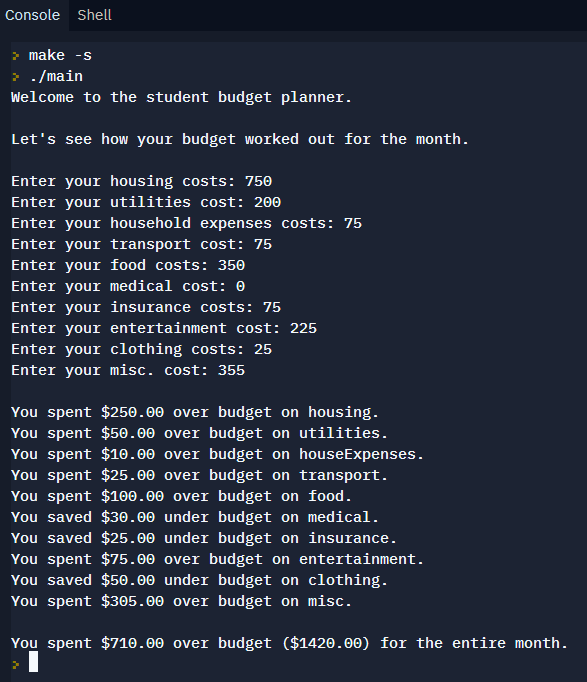 Console Shell
> make -s
> ./main
Welcome to the student budget planner.
Let's see how your budget worked out for the month.
Enter your housing costs: 750
Enter your utilities cost: 200
Enter your household expenses costs: 75
Enter your transport cost: 75
Enter your food costs: 350
Enter your medical cost: 0
Enter your insurance costs: 75
Enter your entertainment cost: 225
Enter your clothing costs: 25
Enter your misc. cost: 355
You spent $250.00 over budget on housing.
You spent $50.00 over budget on utilities.
You spent $10.00 over budget on houseExpenses.
You spent $25.00 over budget on transport.
You spent $100.00 over budget on food.
You saved $30.00 under budget on medical.
You saved $25.00 under budget on insurance.
You spent $75.00 over budget on entertainment.
You saved $50.00 under budget on clothing.
You spent $305.00 over budget on misc.
You spent $710.00 over budget ($1420.00) for the entire month.
>